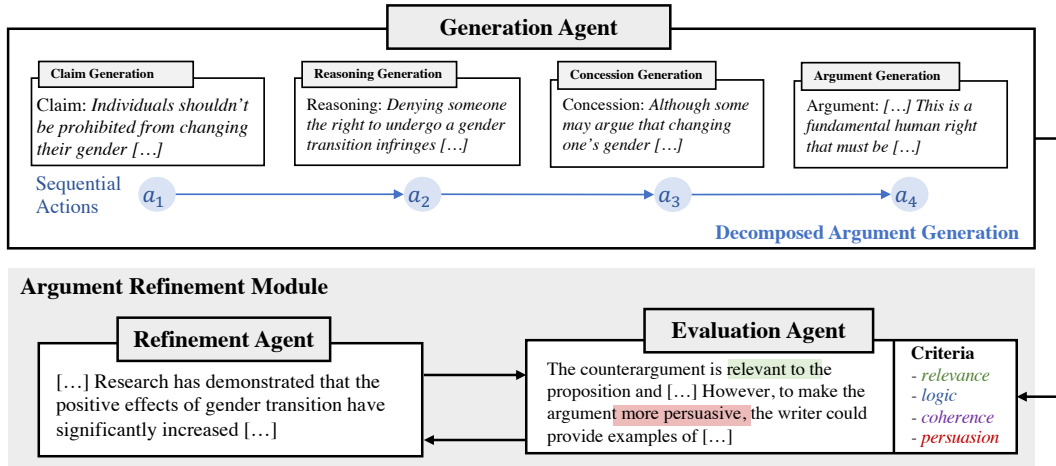 Generation Agent
Claim Generation
Claim: Individuals shouldn't
be prohibited from changing
their gender […]
Reasoning Generation
Reasoning: Denying someone
the right to undergo a gender
transition infringes […]
Concession Generation
Concession: Although some
may argue that changing
one's gender […]
Argument Generation
Argument: […] This is a
fundamental human right
that must be […]
Sequential
Actions
a1
a2
a3
a4
Decomposed Argument Generation
Argument Refinement Module
Refinement Agent
[…] Research has demonstrated that the
positive effects of gender transition have
significantly increased […]
Evaluation Agent
The counterargument is relevant to the
proposition and […] However, to make the
argument more persuasive, the writer could
provide examples of […]
Criteria
- relevance
- logic
- coherence
- persuasion